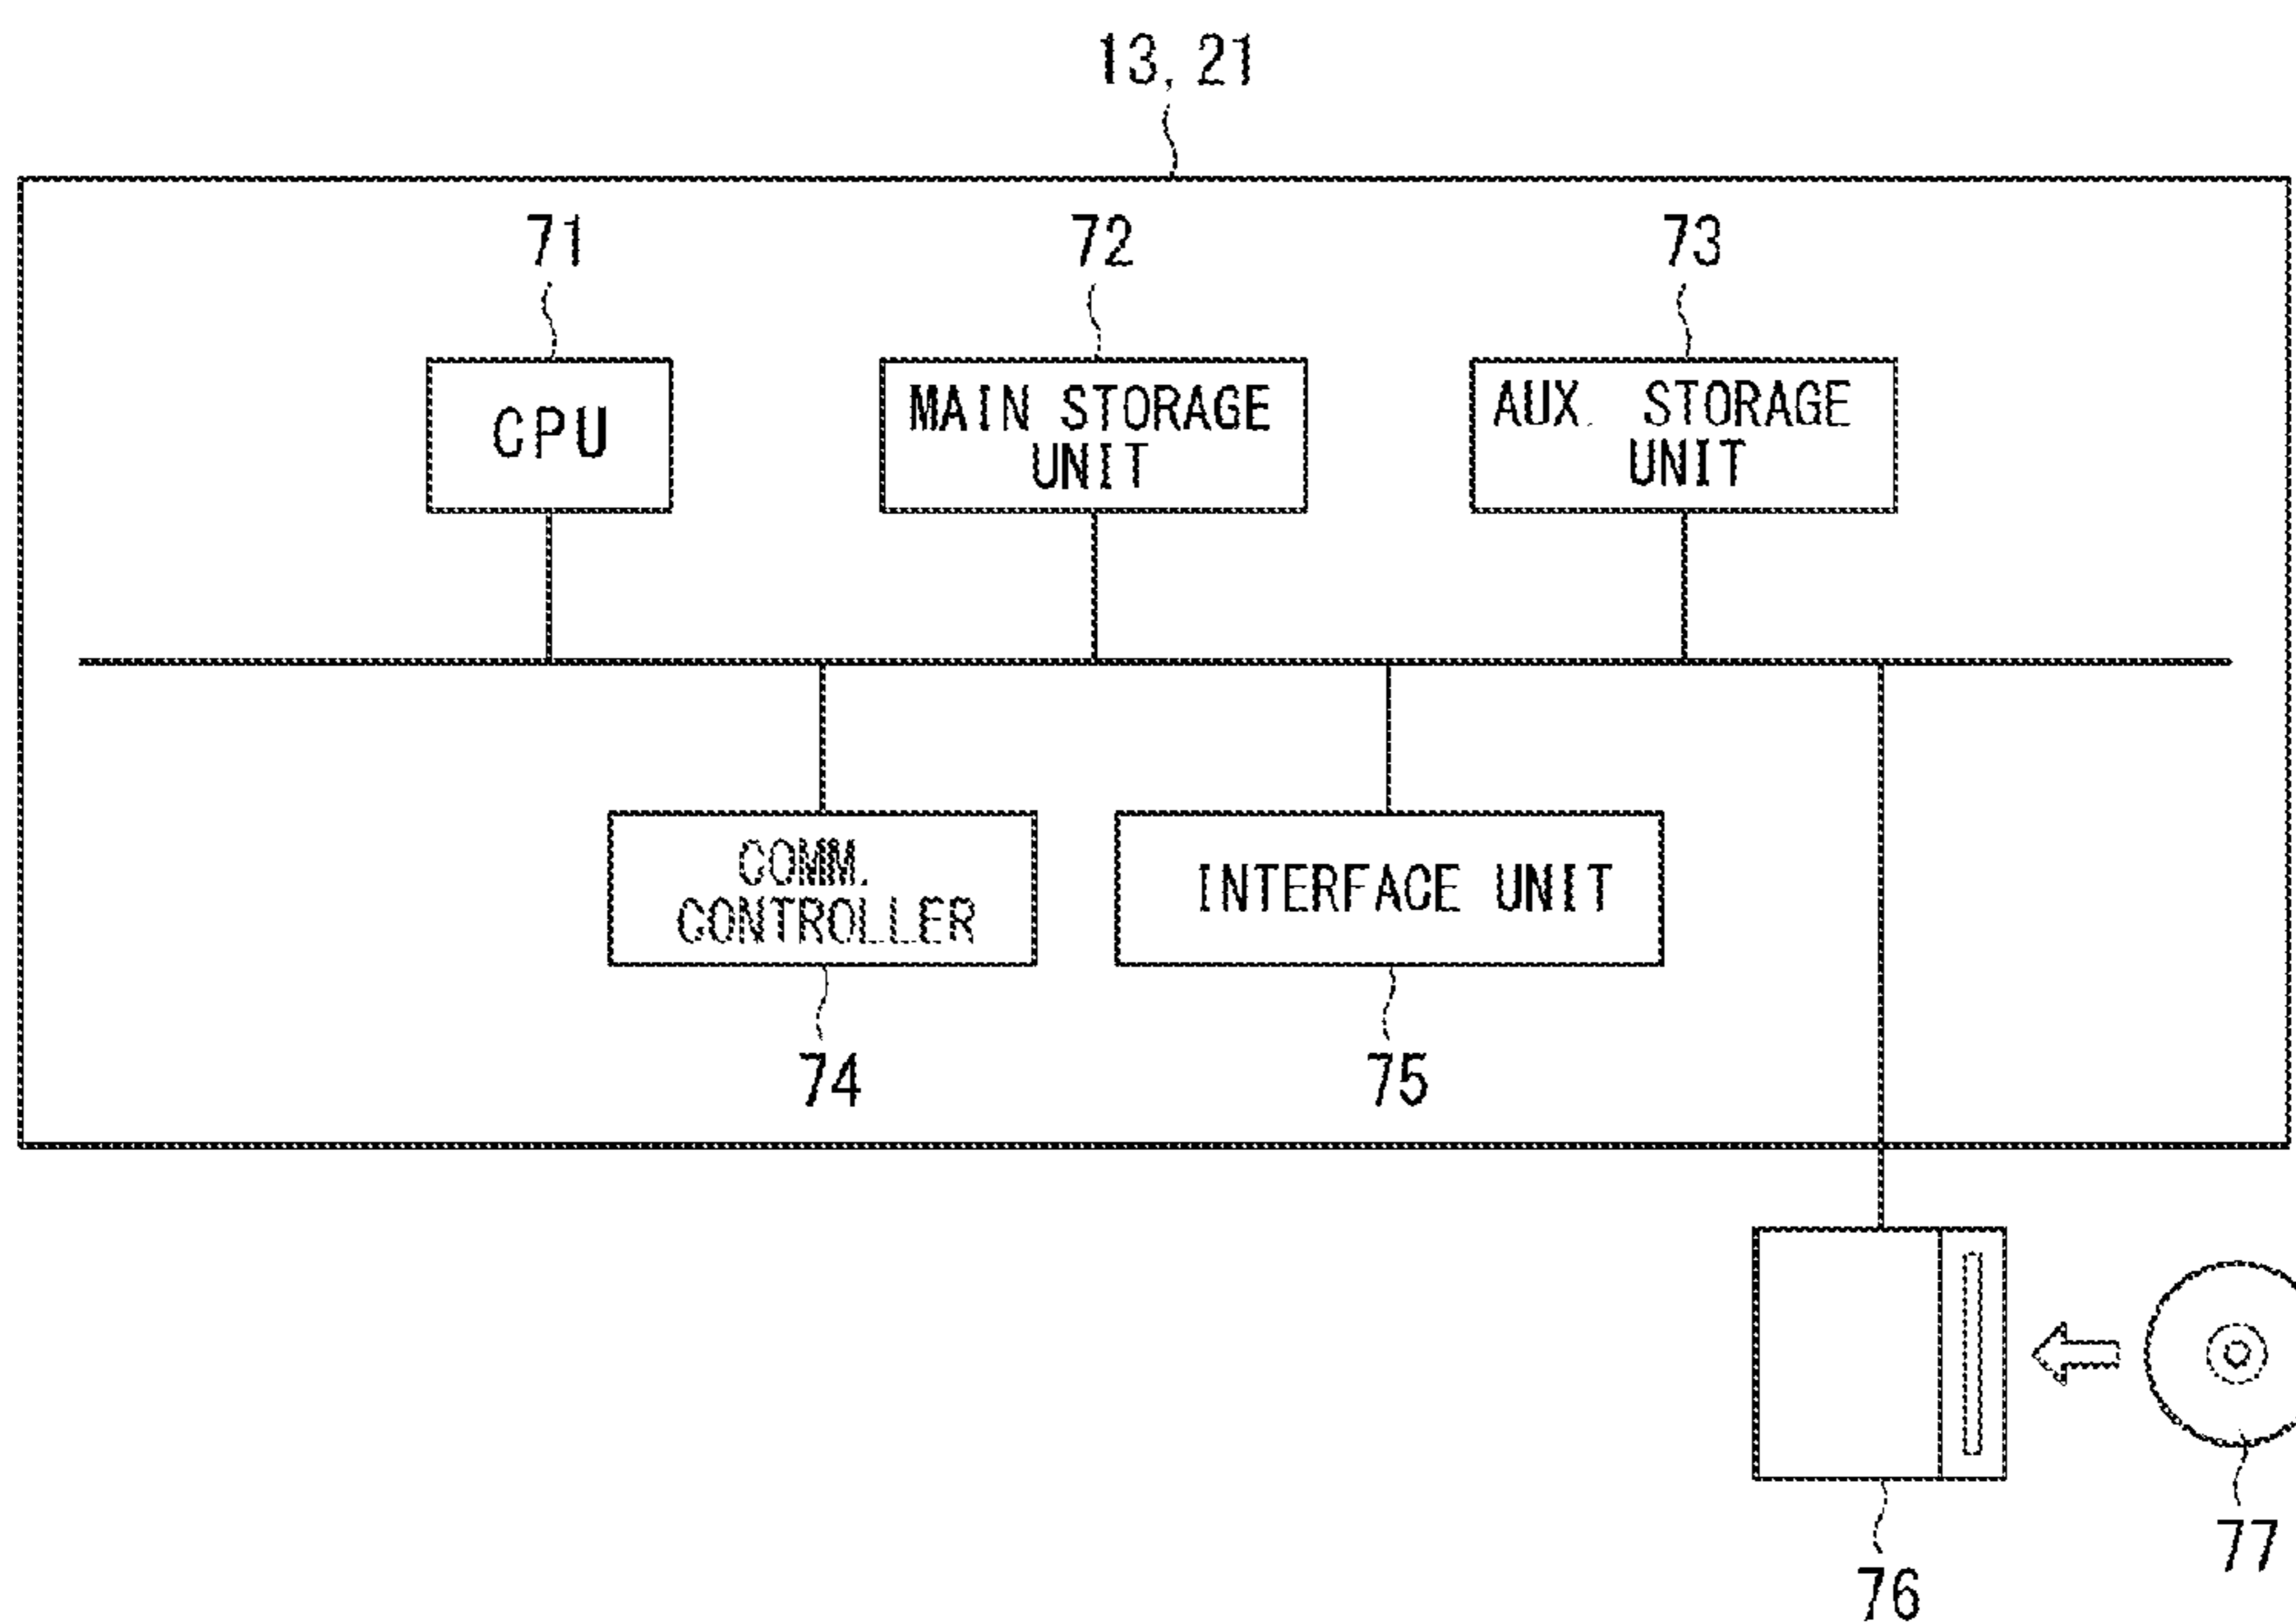 13, 21
71
72
73
CPU
MAIN STORAGE
UNIT
AUX. STORAGE
UNIT
COMM.
CONTROLLER
INTERFACE UNIT
74
75
76
77